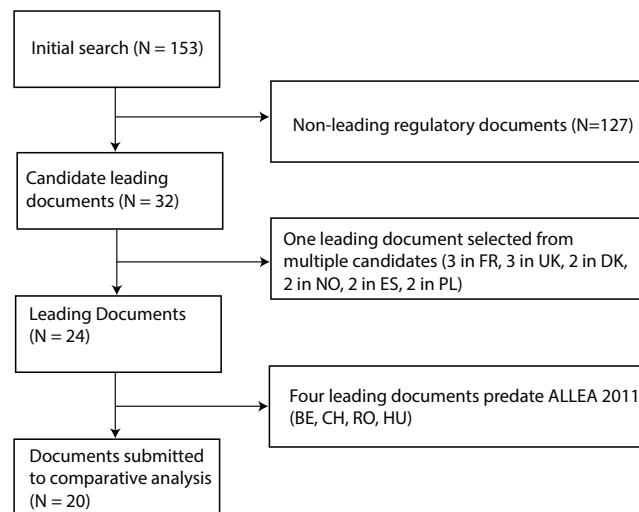 Initial search (N = 153)
Non-leading regulatory documents (N=127)
Candidate leading
documents (N = 32)
One leading document selected from
multiple candidates (3 in FR, 3 in UK, 2 in DK,
2 in NO, 2 in ES, 2 in PL)
Leading Documents
(N = 24)
Four leading documents predate ALLEA 2011
(BE, CH, RO, HU)
Documents submitted
to comparative analysis
(N = 20)